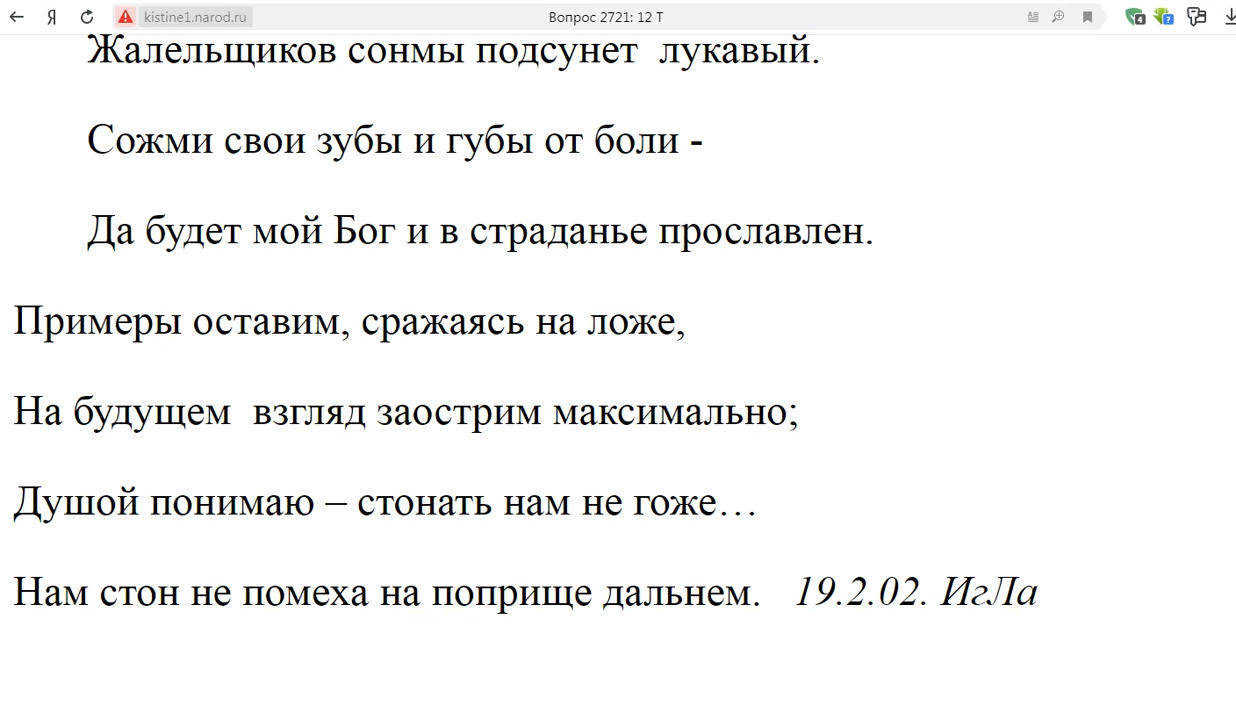 kistine1.narod.ru
Вопрос 2721: 12 Т
Жалельщиков сонмы подсунет  лукавый.
Сожми свои зубы и губы от боли -
Да будет мой Бог и в страданье прославлен.
Примеры оставим, сражаясь на ложе,
На будущем  взгляд заострим максимально;
Душой понимаю – стонать нам не гоже…
Нам стон не помеха на поприще дальнем.   19.2.02. ИгЛа